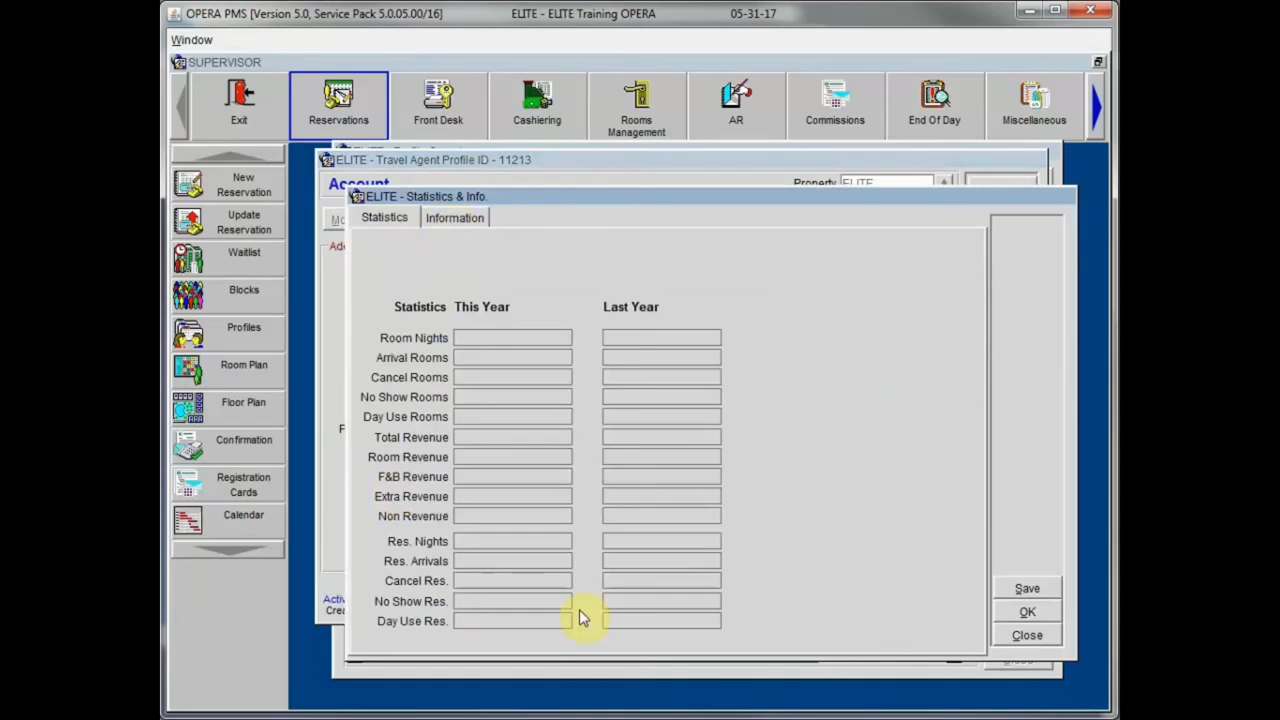 OPERA PMS [Version 5.0, Service Pack 5.0.05.00/16] ELITE - ELITE Training OPERA 05-31-17
Window
SUPERVISOR
Exit
Reservations
Front Desk
Cashiering
Rooms Management
AR
Commissions
End Of Day
Miscellaneous
New Reservation
Update Reservation
Waitlist
Blocks
Profiles
Room Plan
Floor Plan
Confirmation
Registration Cards
Calendar
ELITE - Travel Agent Profile ID - 11213
Account
Property ELITE
ELITE - Statistics & Info.
Statistics Information
Statistics This Year Last Year
Room Nights
Arrival Rooms
Cancel Rooms
No Show Rooms
Day Use Rooms
Total Revenue
Room Revenue
F&B Revenue
Extra Revenue
Non Revenue
Res. Nights
Res. Arrivals
Cancel Res.
No Show Res.
Day Use Res.
Save
OK
Close